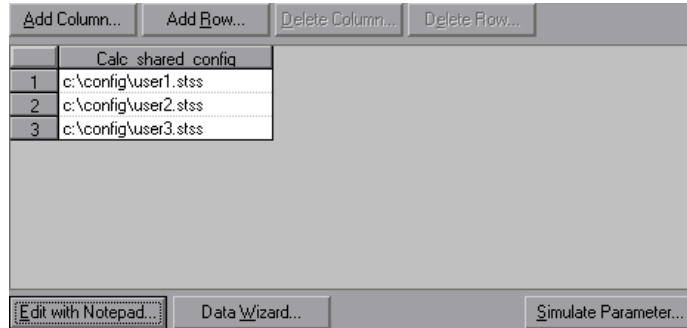 Add Column... Add Row... Delete Column... Delete Row...
Calc_shared_config
1 c:\config\user1.stss
2 c:\config\user2.stss
3 c:\config\user3.stss
Edit with Notepad... Data Wizard... Simulate Parameter...